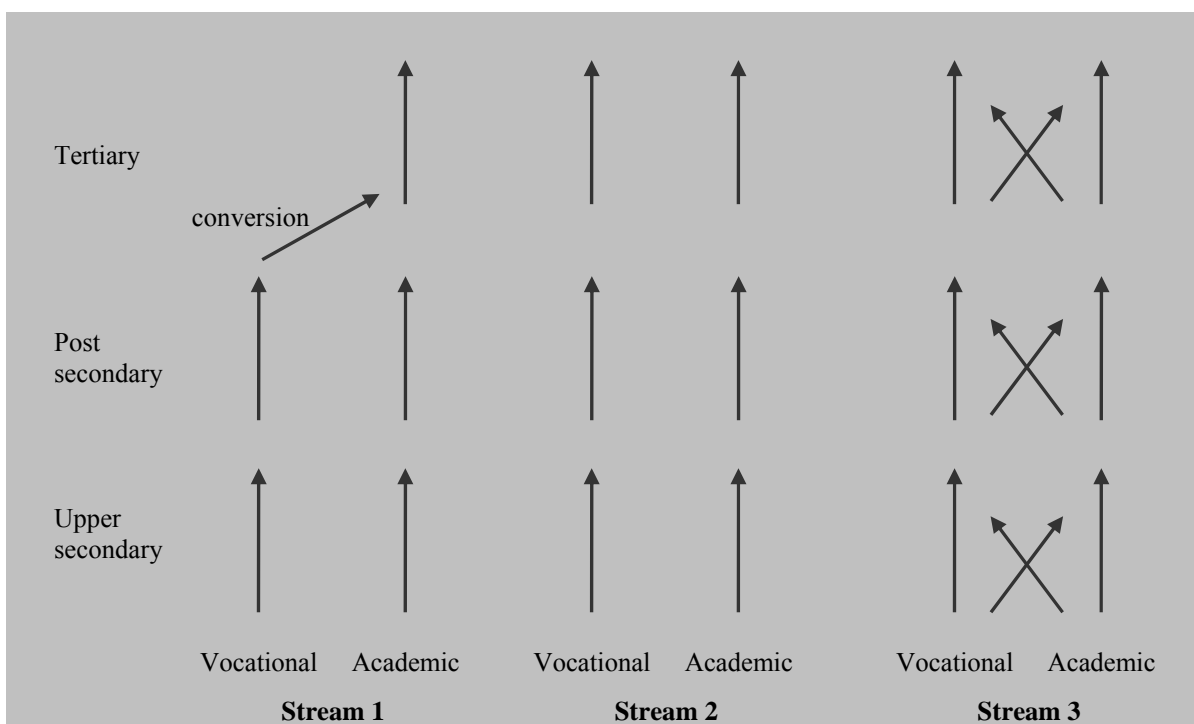 Tertiary
conversion
Post
secondary
Upper
secondary
Vocational Academic Vocational Academic Vocational Academic
Stream 1 Stream 2 Stream 3